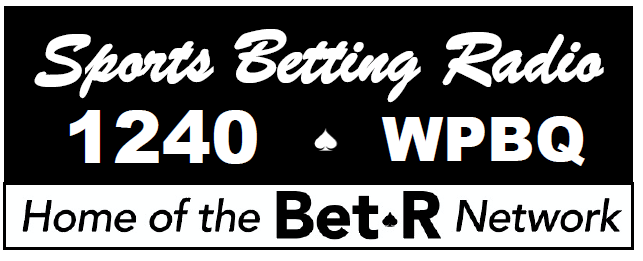 Sports Betting Radio
1240 ♠ WPBQ
Home of the Bet♠R Network